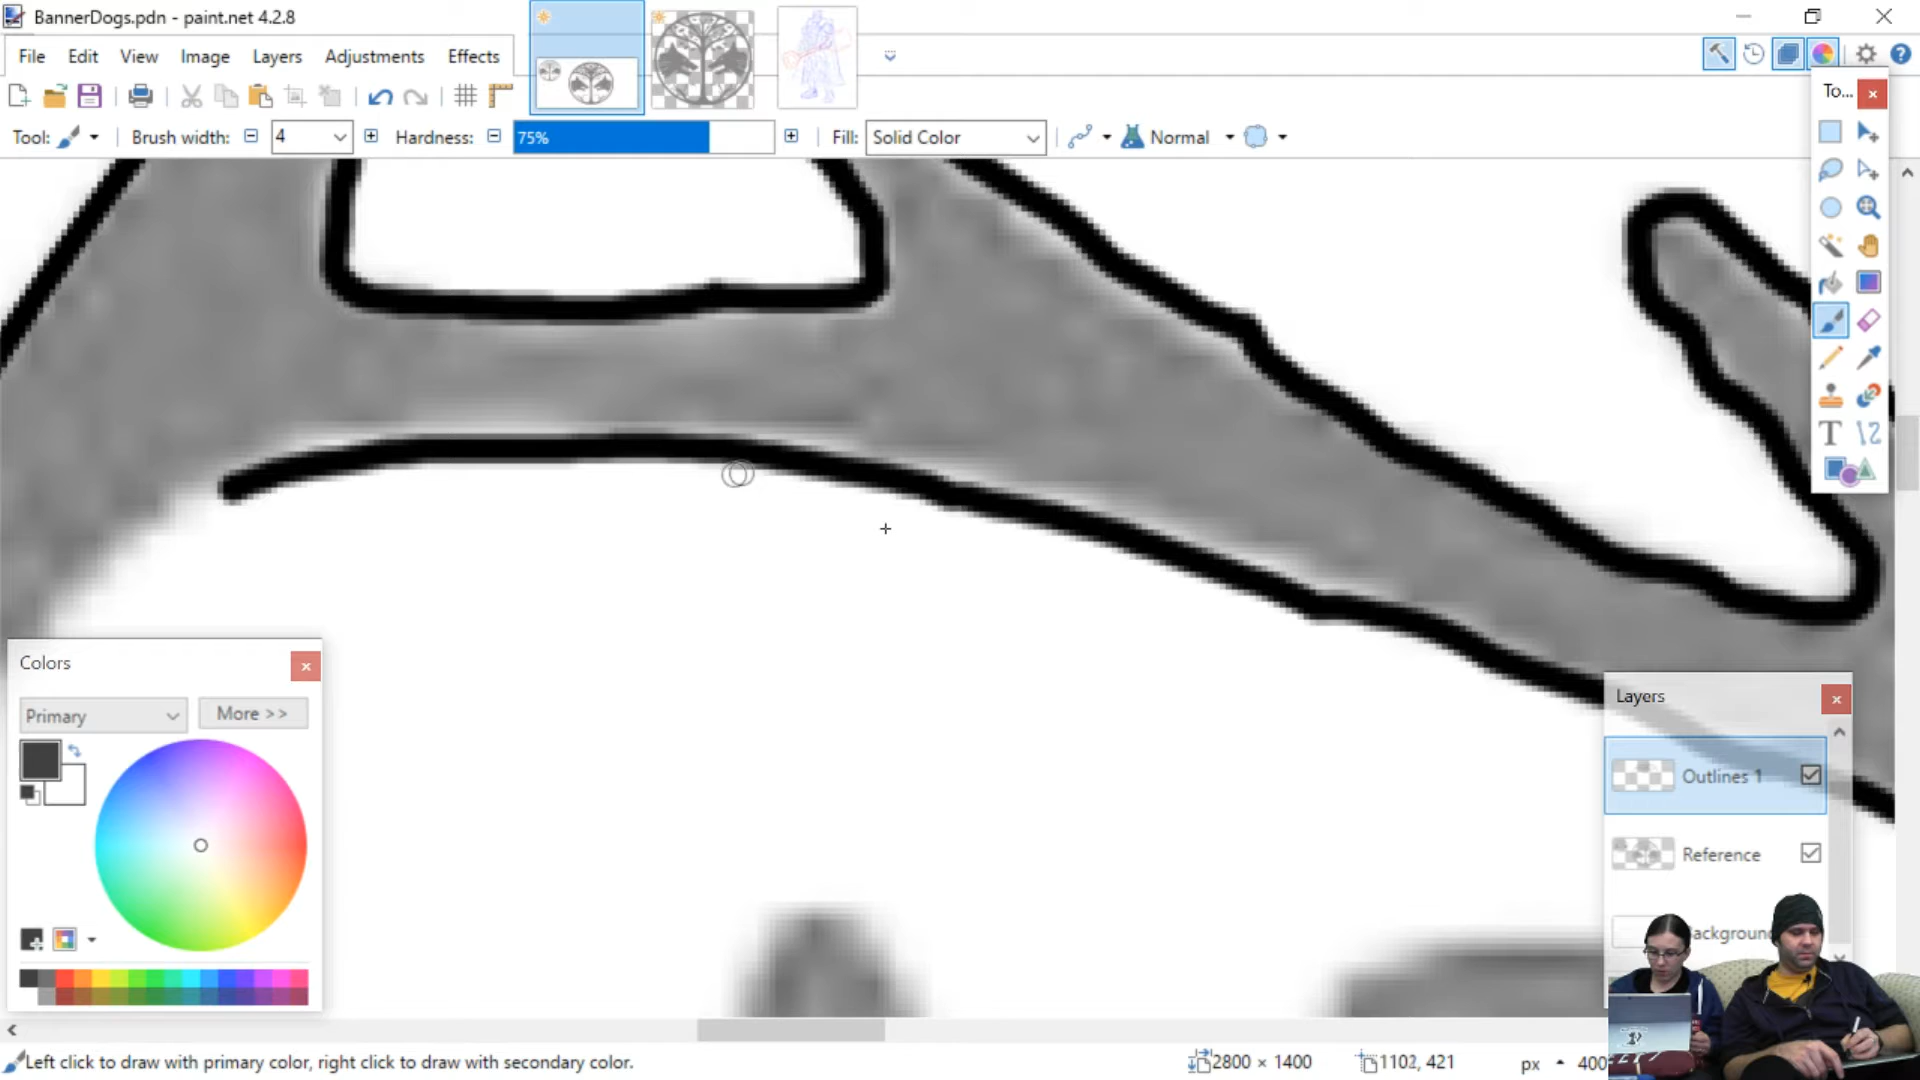 BannerDogs.pdn - paint.net 4.2.8
File Edit View Image Layers Adjustments Effects
Tool: Brush width: 4 Hardness: 75% Fill: Solid Color Normal
To...
T
Colors
Primary More >>
Layers
Outlines 1
Reference
ackground
Left click to draw with primary color, right click to draw with secondary color. 2800 × 1400 1102, 421 px 400